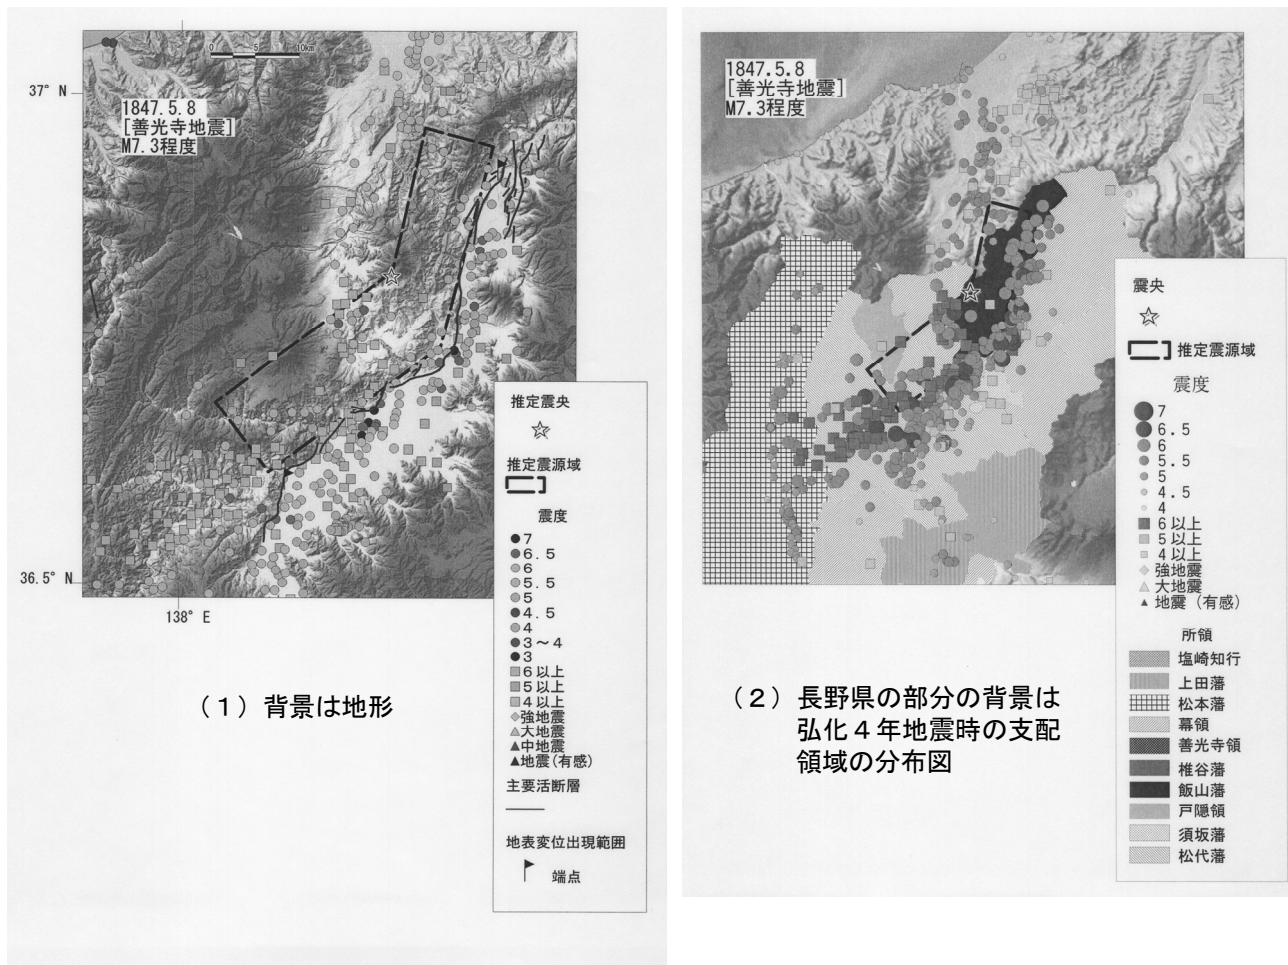 0 5 10km
37° N
1847.5.8
[善光寺地震]
M7.3程度
36.5° N
138° E
推定震央
推定震源域
震度
7
6.5
6
5.5
5
4.5
4
3～4
3
6以上
5以上
4以上
強地震
大地震
中地震
地震(有感)
主要活断層
地表変位出現範囲
端点
（1）背景は地形
1847.5.8
[善光寺地震]
M7.3程度
震央
推定震源域
震度
7
6.5
6
5.5
5
4.5
4
6以上
5以上
4以上
強地震
大地震
地震（有感）
所領
塩崎知行
上田藩
松本藩
幕領
善光寺領
椎谷藩
飯山藩
戸隠領
須坂藩
松代藩
（2）長野県の部分の背景は
弘化4年地震時の支配
領域の分布図